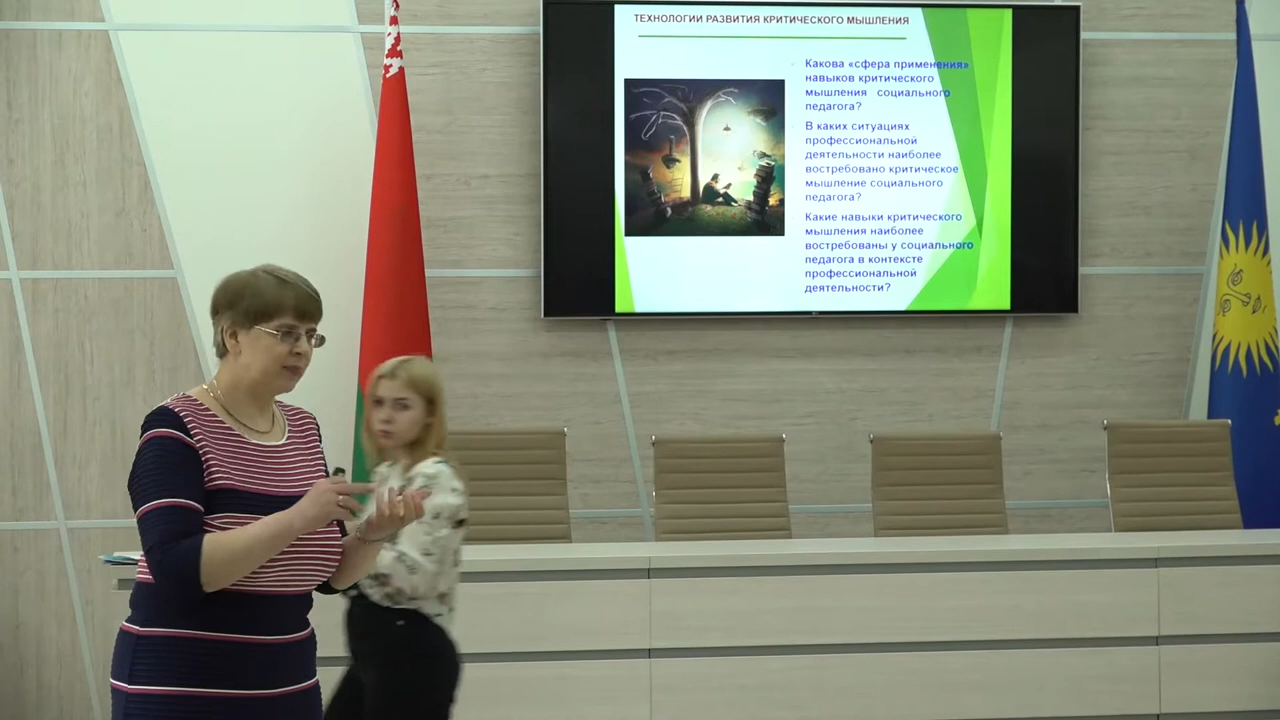 ТЕХНОЛОГИИ РАЗВИТИЯ КРИТИЧЕСКОГО МЫШЛЕНИЯ
Какова «сфера применения»
навыков критического
мышления социального
педагога?
В каких ситуациях
профессиональной
деятельности наиболее
востребовано критическое
мышление социального
педагога?
Какие навыки критического
мышления наиболее
востребованы у социального
педагога в контексте
профессиональной
деятельности?